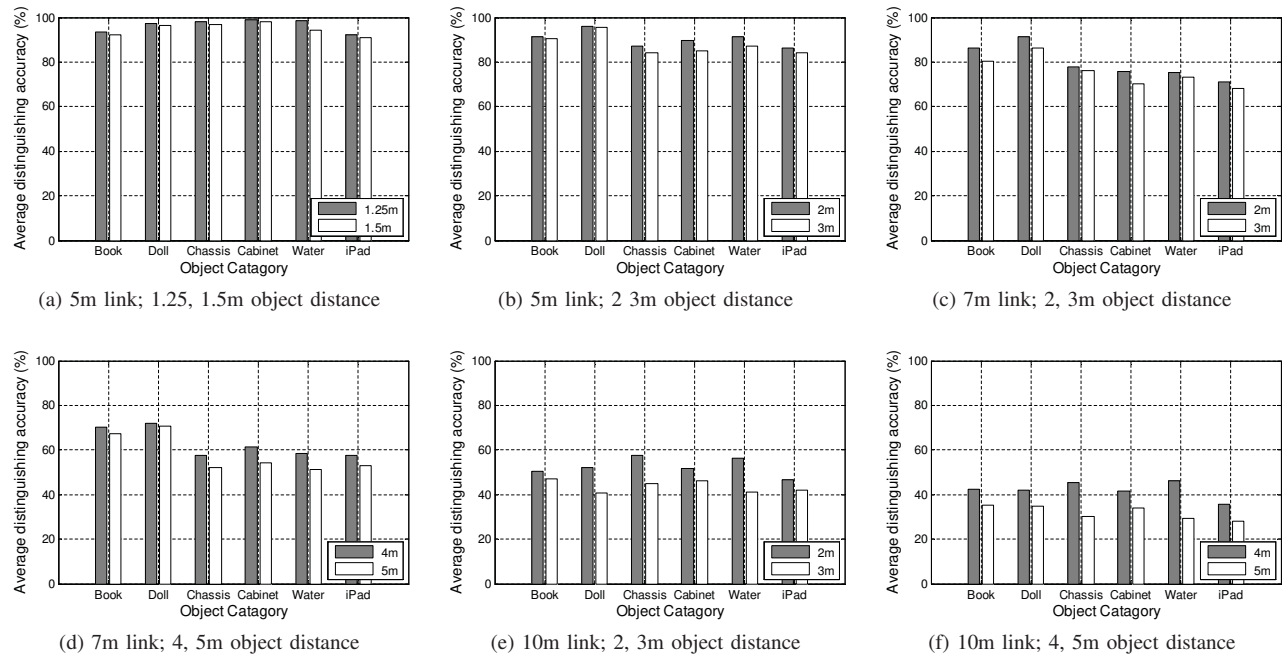 Average distinguishing accuracy (%)
100
80
60
40
20
0
1.25m
1.5m
Book Doll Chassis Cabinet Water iPad
Object Catagory
(a) 5m link; 1.25, 1.5m object distance
Average distinguishing accuracy (%)
100
80
60
40
20
0
2m
3m
Book Doll Chassis Cabinet Water iPad
Object Catagory
(b) 5m link; 2 3m object distance
Average distinguishing accuracy (%)
100
80
60
40
20
0
2m
3m
Book Doll Chassis Cabinet Water iPad
Object Catagory
(c) 7m link; 2, 3m object distance
Average distinguishing accuracy (%)
100
80
60
40
20
0
4m
5m
Book Doll Chassis Cabinet Water iPad
Object Catagory
(d) 7m link; 4, 5m object distance
Average distinguishing accuracy (%)
100
80
60
40
20
0
2m
3m
Book Doll Chassis Cabinet Water iPad
Object Catagory
(e) 10m link; 2, 3m object distance
Average distinguishing accuracy (%)
100
80
60
40
20
0
4m
5m
Book Doll Chassis Cabinet Water iPad
Object Catagory
(f) 10m link; 4, 5m object distance